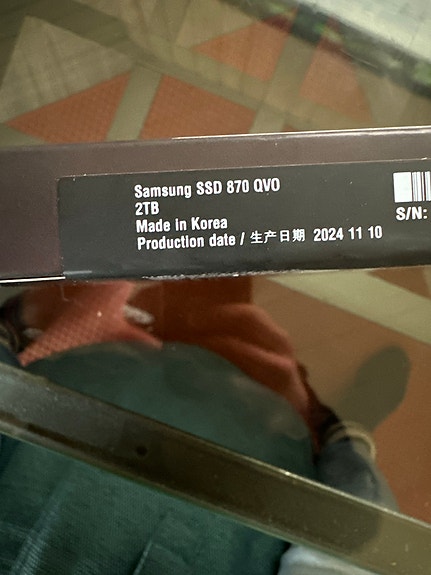 Samsung SSD 870 QVO
2TB
Made in Korea
Production date / 生产日期 2024 11 10
S/N: